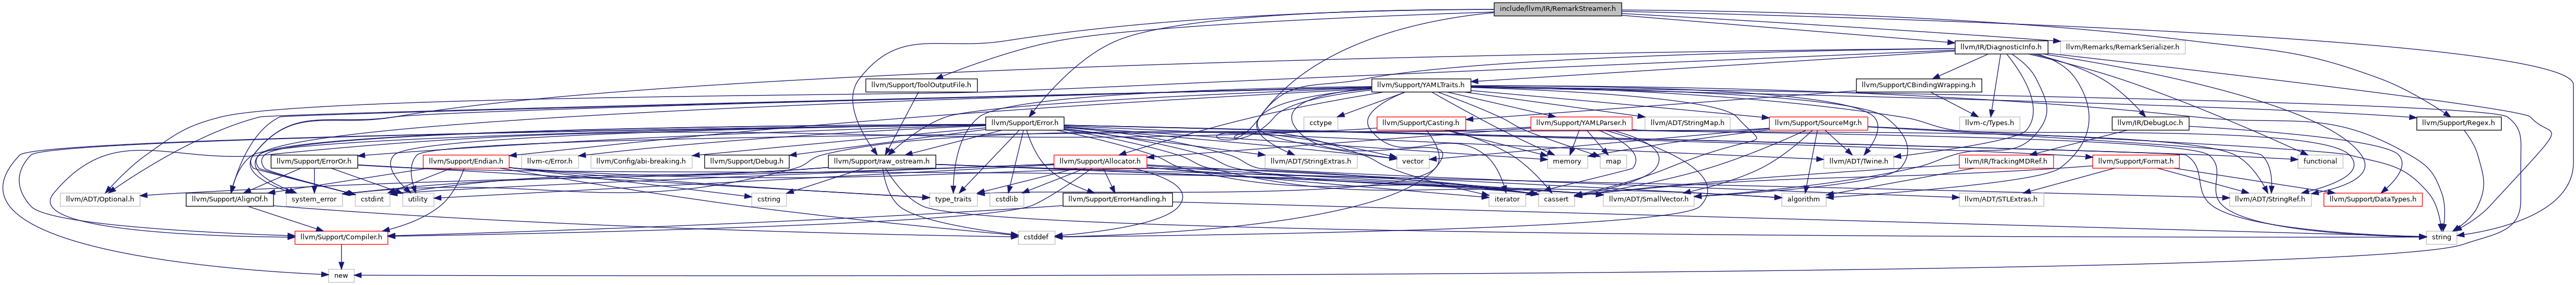 include/llvm/IR/RemarkStreamer.h
llvm/IR/DiagnosticInfo.h
llvm/Remarks/RemarkSerializer.h
llvm/Support/ToolOutputFile.h
llvm/Support/YAMLTraits.h
llvm/Support/CBindingWrapping.h
llvm/Support/Error.h
cctype
llvm/Support/Casting.h
llvm/Support/YAMLParser.h
llvm/ADT/StringMap.h
llvm/Support/SourceMgr.h
llvm-c/Types.h
llvm/IR/DebugLoc.h
llvm/Support/Regex.h
llvm/Support/ErrorOr.h
llvm/Support/Endian.h
llvm-c/Error.h
llvm/Config/abi-breaking.h
llvm/Support/Debug.h
llvm/Support/raw_ostream.h
llvm/Support/Allocator.h
llvm/ADT/StringExtras.h
vector
memory
map
llvm/ADT/Twine.h
llvm/IR/TrackingMDRef.h
llvm/Support/Format.h
functional
llvm/ADT/Optional.h
llvm/Support/AlignOf.h
system_error
cstdint
utility
cstring
type_traits
cstdlib
llvm/Support/ErrorHandling.h
iterator
cassert
llvm/ADT/SmallVector.h
algorithm
llvm/ADT/STLExtras.h
llvm/ADT/StringRef.h
llvm/Support/DataTypes.h
llvm/Support/Compiler.h
cstddef
string
new